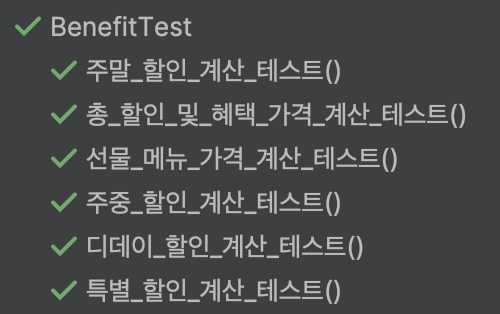 BenefitTest
주말_할인_계산_테스트()
총_할인_및_혜택_가격_계산_테스트()
선물_메뉴_가격_계산_테스트()
주중_할인_계산_테스트()
디데이_할인_계산_테스트()
특별_할인_계산_테스트()